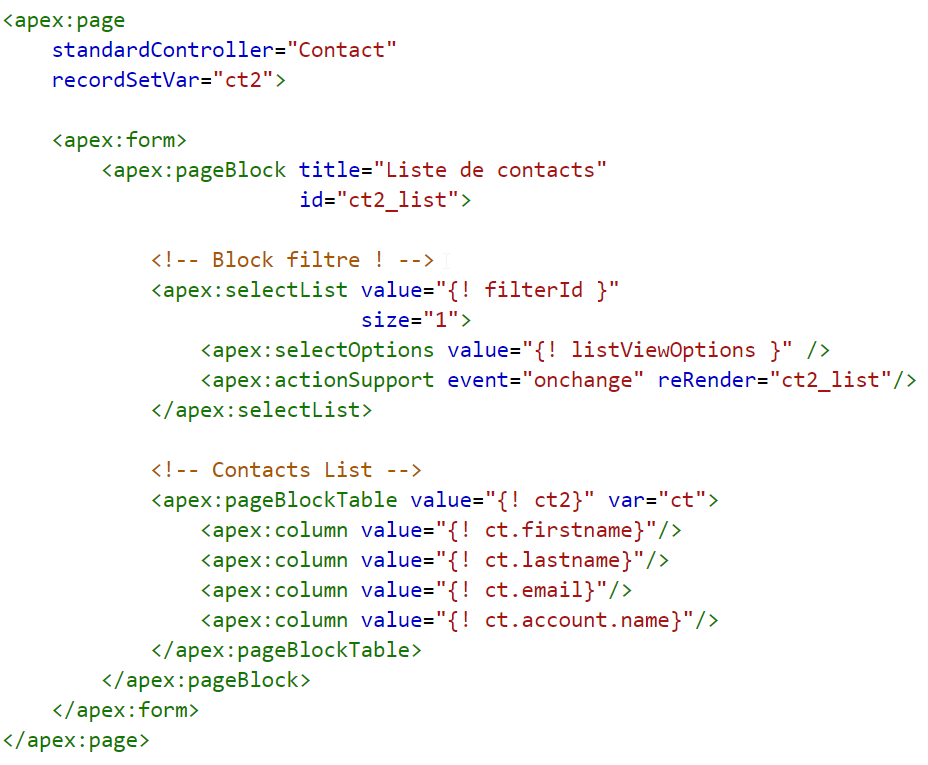 <apex:page
    standardController="Contact"
    recordSetVar="ct2">

    <apex:form>
        <apex:pageBlock title="Liste de contacts"
                        id="ct2_list">

            <!-- Block filtre ! -->
            <apex:selectList value="{! filterId }"
                             size="1">
                <apex:selectOptions value="{! listViewOptions }" />
                <apex:actionSupport event="onchange" reRender="ct2_list"/>
            </apex:selectList>

            <!-- Contacts List -->
            <apex:pageBlockTable value="{! ct2}" var="ct">
                <apex:column value="{! ct.firstname}"/>
                <apex:column value="{! ct.lastname}"/>
                <apex:column value="{! ct.email}"/>
                <apex:column value="{! ct.account.name}"/>
            </apex:pageBlockTable>
        </apex:pageBlock>
    </apex:form>
</apex:page>